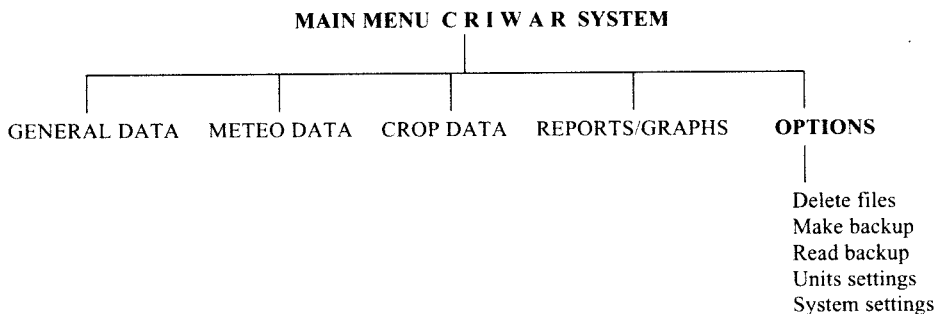 MAIN MENU C R I W A R SYSTEM
GENERAL DATA METEO DATA CROP DATA REPORTS/GRAPHS OPTIONS
Delete files
Make backup
Read backup
Units settings
System settings